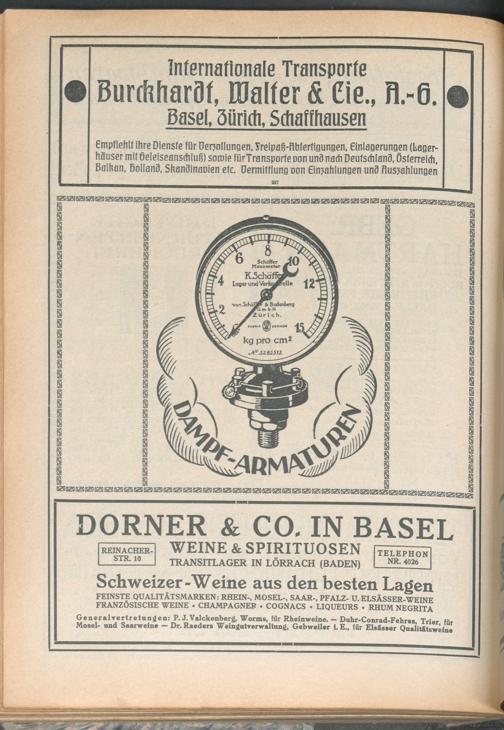 Internationale Transporte
Burckhardt, Walter & Cie., A.-G.
Basel, Zürich, Schaffhausen
Empfiehlt ihre Dienste für Verzollungen, Freipaß-Abfertigungen, Einlagerungen (Lager-
häuser mit Geleiseanschluß) sowie für Transporte von und nach Deutschland, Österreich,
Balkan, Holland, Skandinavien etc. Vermittlung von Einzahlungen und Auszahlungen
2 4 6 8 10 12 15
Schäffer
Manometer
K. Schäffer
Lager und Verkaufsstelle
von Schäffer & Budenberg
G.m.b.H
Zürich.
kg pro cm²
DAMPF-ARMATUREN
DORNER & CO. IN BASEL
REINACHER-
STR. 10
WEINE & SPIRITUOSEN
TRANSITLAGER IN LÖRRACH (BADEN)
TELEPHON
NR. 4026
Schweizer-Weine aus den besten Lagen
FEINSTE QUALITÄTSMARKEN: RHEIN-, MOSEL-, SAAR-, PFALZ- U. ELSÄSSER-WEINE
FRANZÖSISCHE WEINE • CHAMPAGNER • COGNACS • LIQUEURS • RHUM NEGRITA
Generalvertretungen: P. J. Valckenberg, Worms, für Rheinweine. — Duhr-Conrad-Fehres, Trier, für
Mosel- und Saarweine — Dr. Raeders Weingutverwaltung, Gebweiler i. E., für Elsässer Qualitätsweine